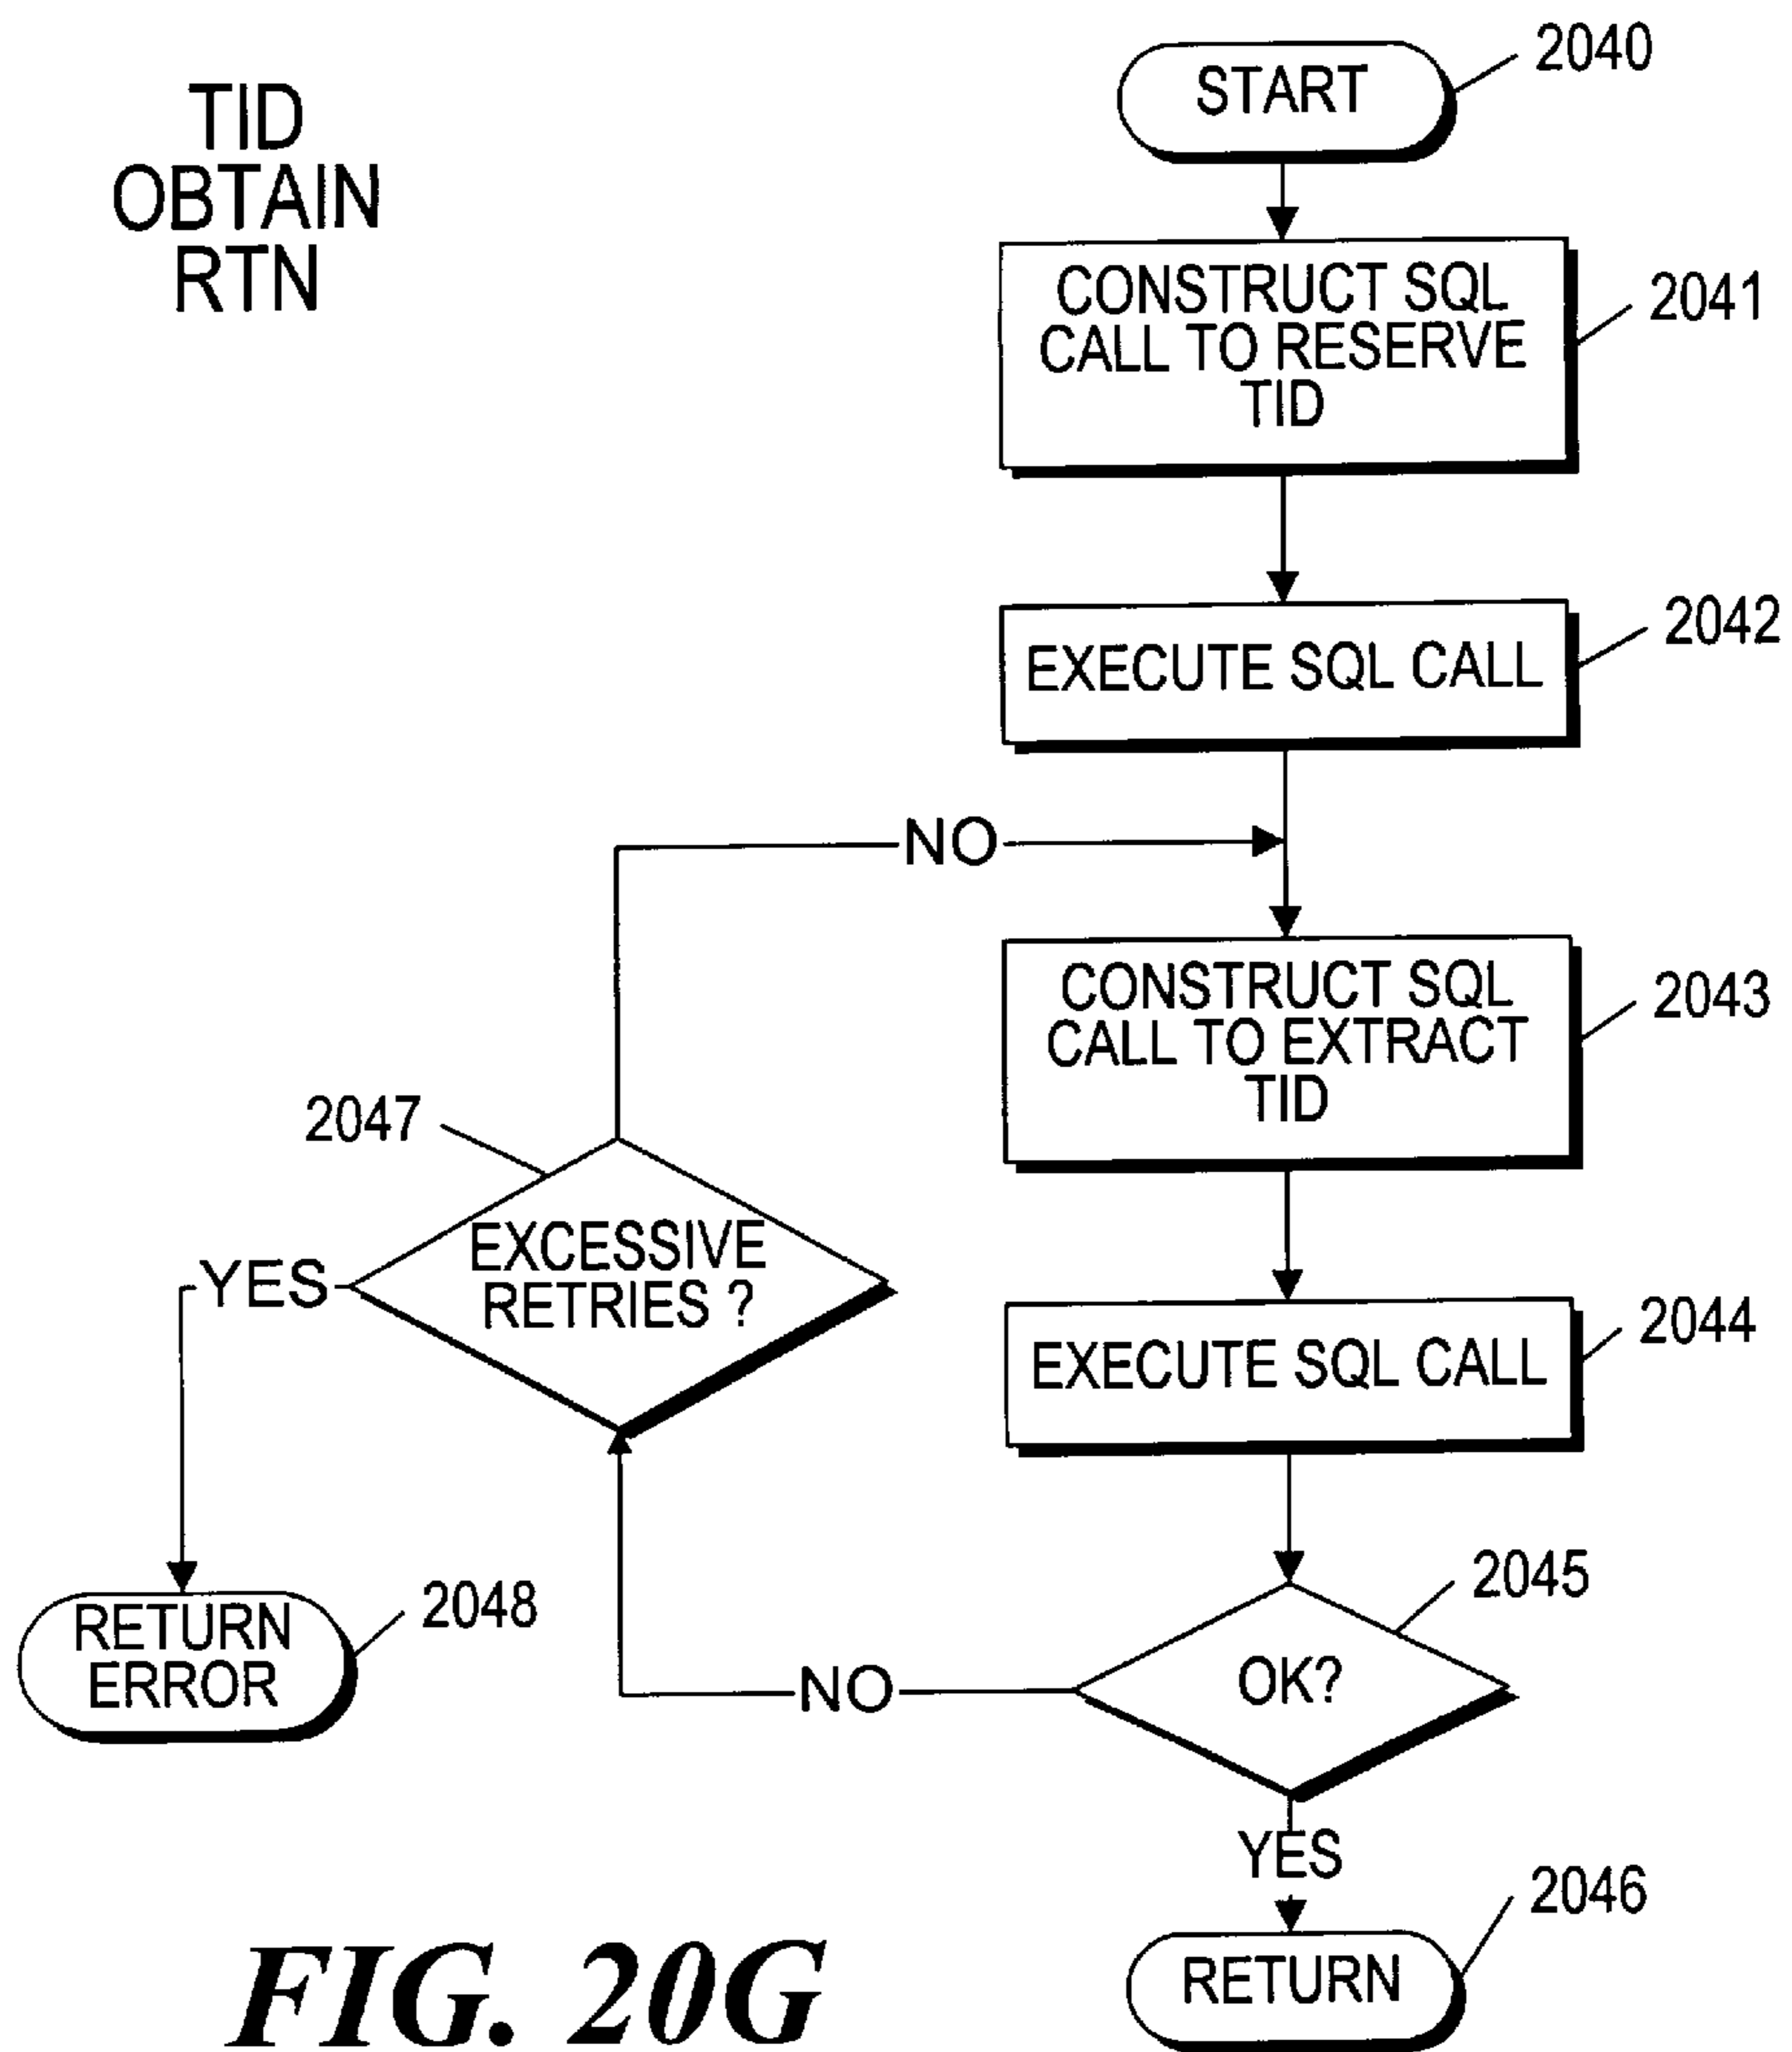 TID
OBTAIN
RTN
START
2040
CONSTRUCT SQL
CALL TO RESERVE
TID
2041
EXECUTE SQL CALL
2042
NO
CONSTRUCT SQL
CALL TO EXTRACT
TID
2043
2047
EXCESSIVE
RETRIES ?
YES
EXECUTE SQL CALL
2044
RETURN
ERROR
2048
OK?
2045
NO
YES
RETURN
2046
FIG. 20G